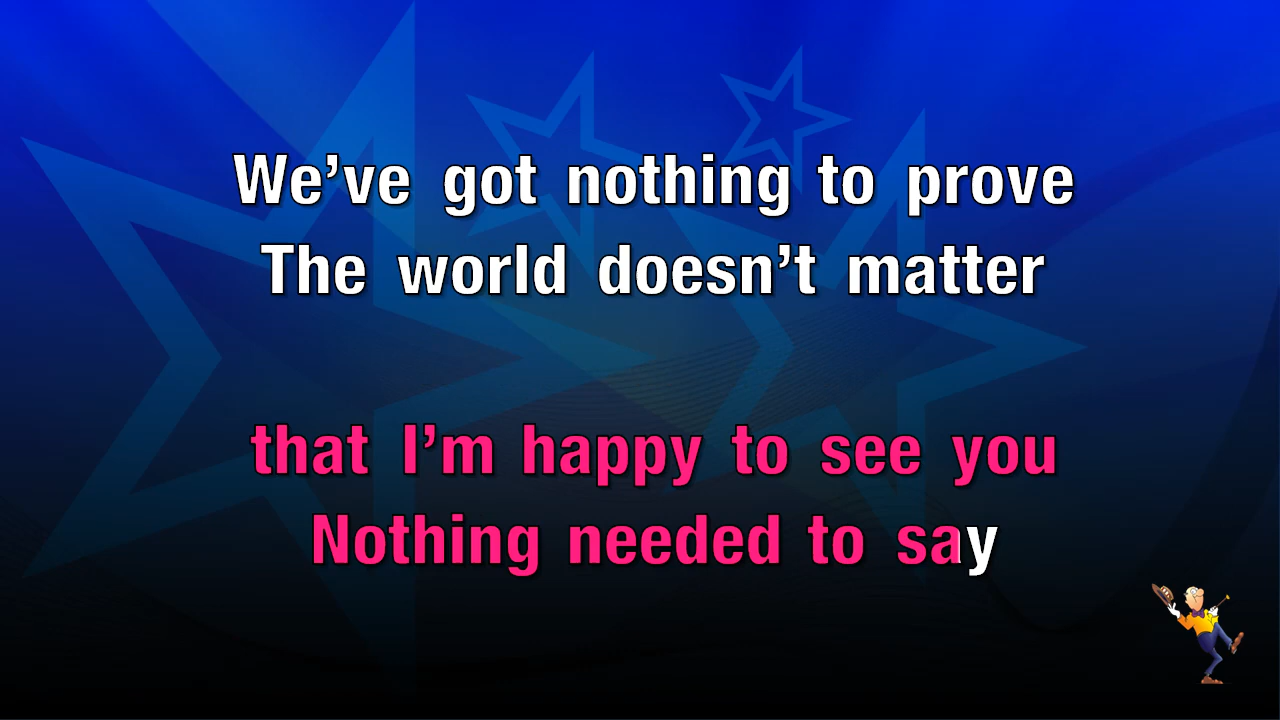 We’ve got nothing to prove
The world doesn’t matter
that I’m happy to see you
Nothing needed to say